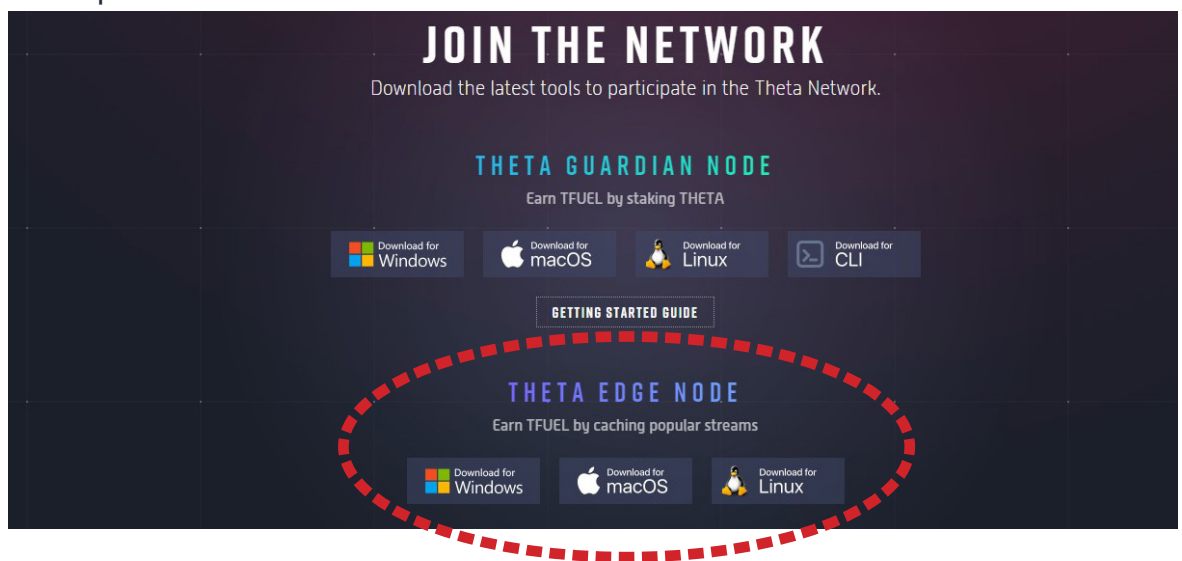 JOIN THE NETWORK
Download the latest tools to participate in the Theta Network.
THETA GUARDIAN NODE
Earn TFUEL by staking THETA
Download for Windows
Download for macOS
Download for Linux
Download for CLI
GETTING STARTED GUIDE
THETA EDGE NODE
Earn TFUEL by caching popular streams
Download for Windows
Download for macOS
Download for Linux